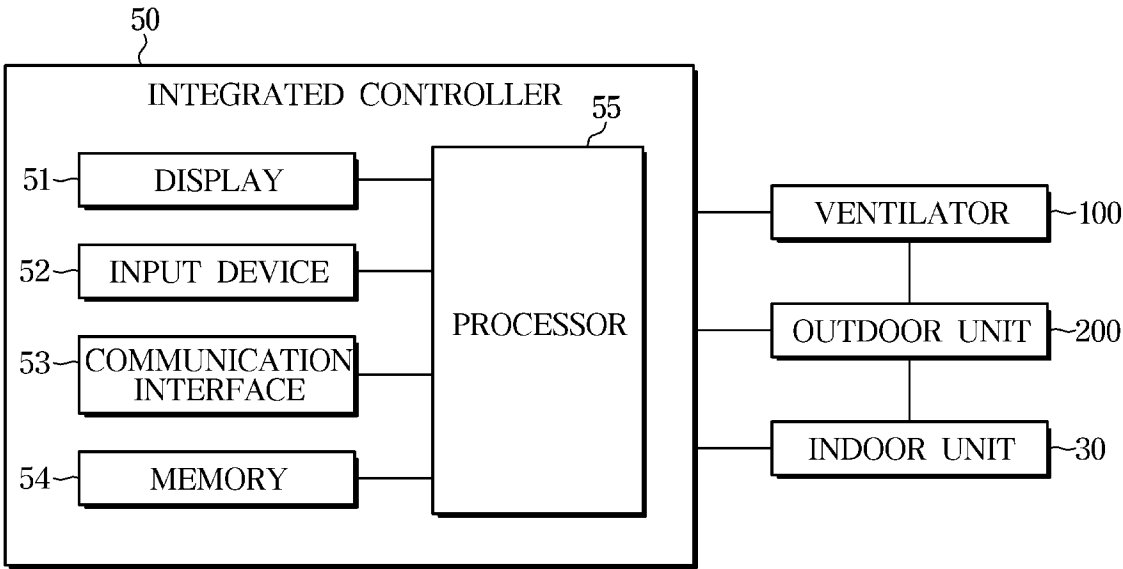 50
INTEGRATED CONTROLLER
55
51
DISPLAY
52
INPUT DEVICE
53
COMMUNICATION
INTERFACE
54
MEMORY
PROCESSOR
VENTILATOR
100
OUTDOOR UNIT
200
INDOOR UNIT
30